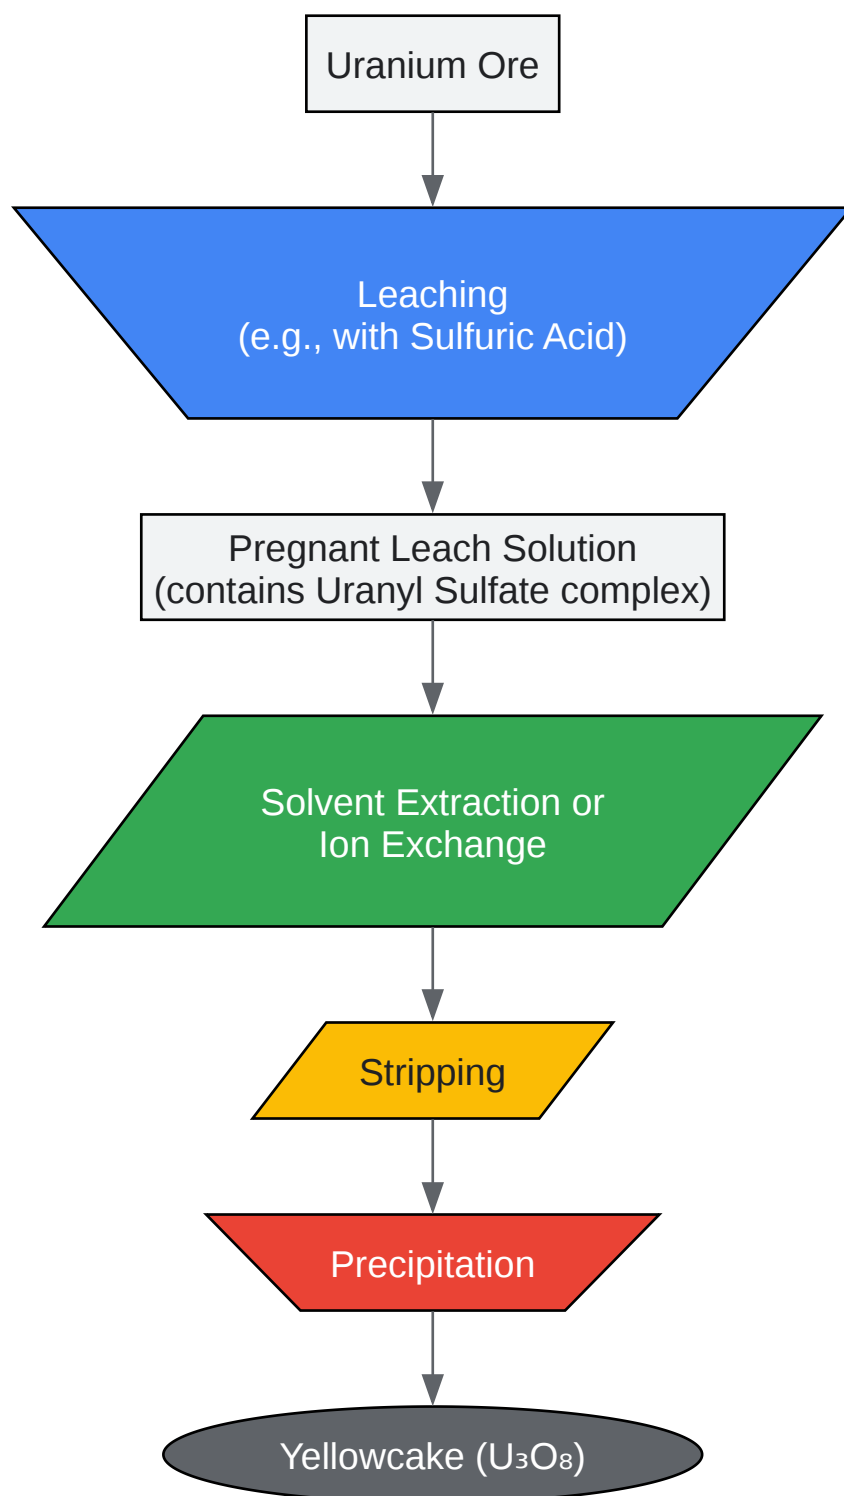 Uranium Ore
Leaching
(e.g., with Sulfuric Acid)
Pregnant Leach Solution
(contains Uranyl Sulfate complex)
Solvent Extraction or
Ion Exchange
Stripping
Precipitation
Yellowcake (U₃O₈)